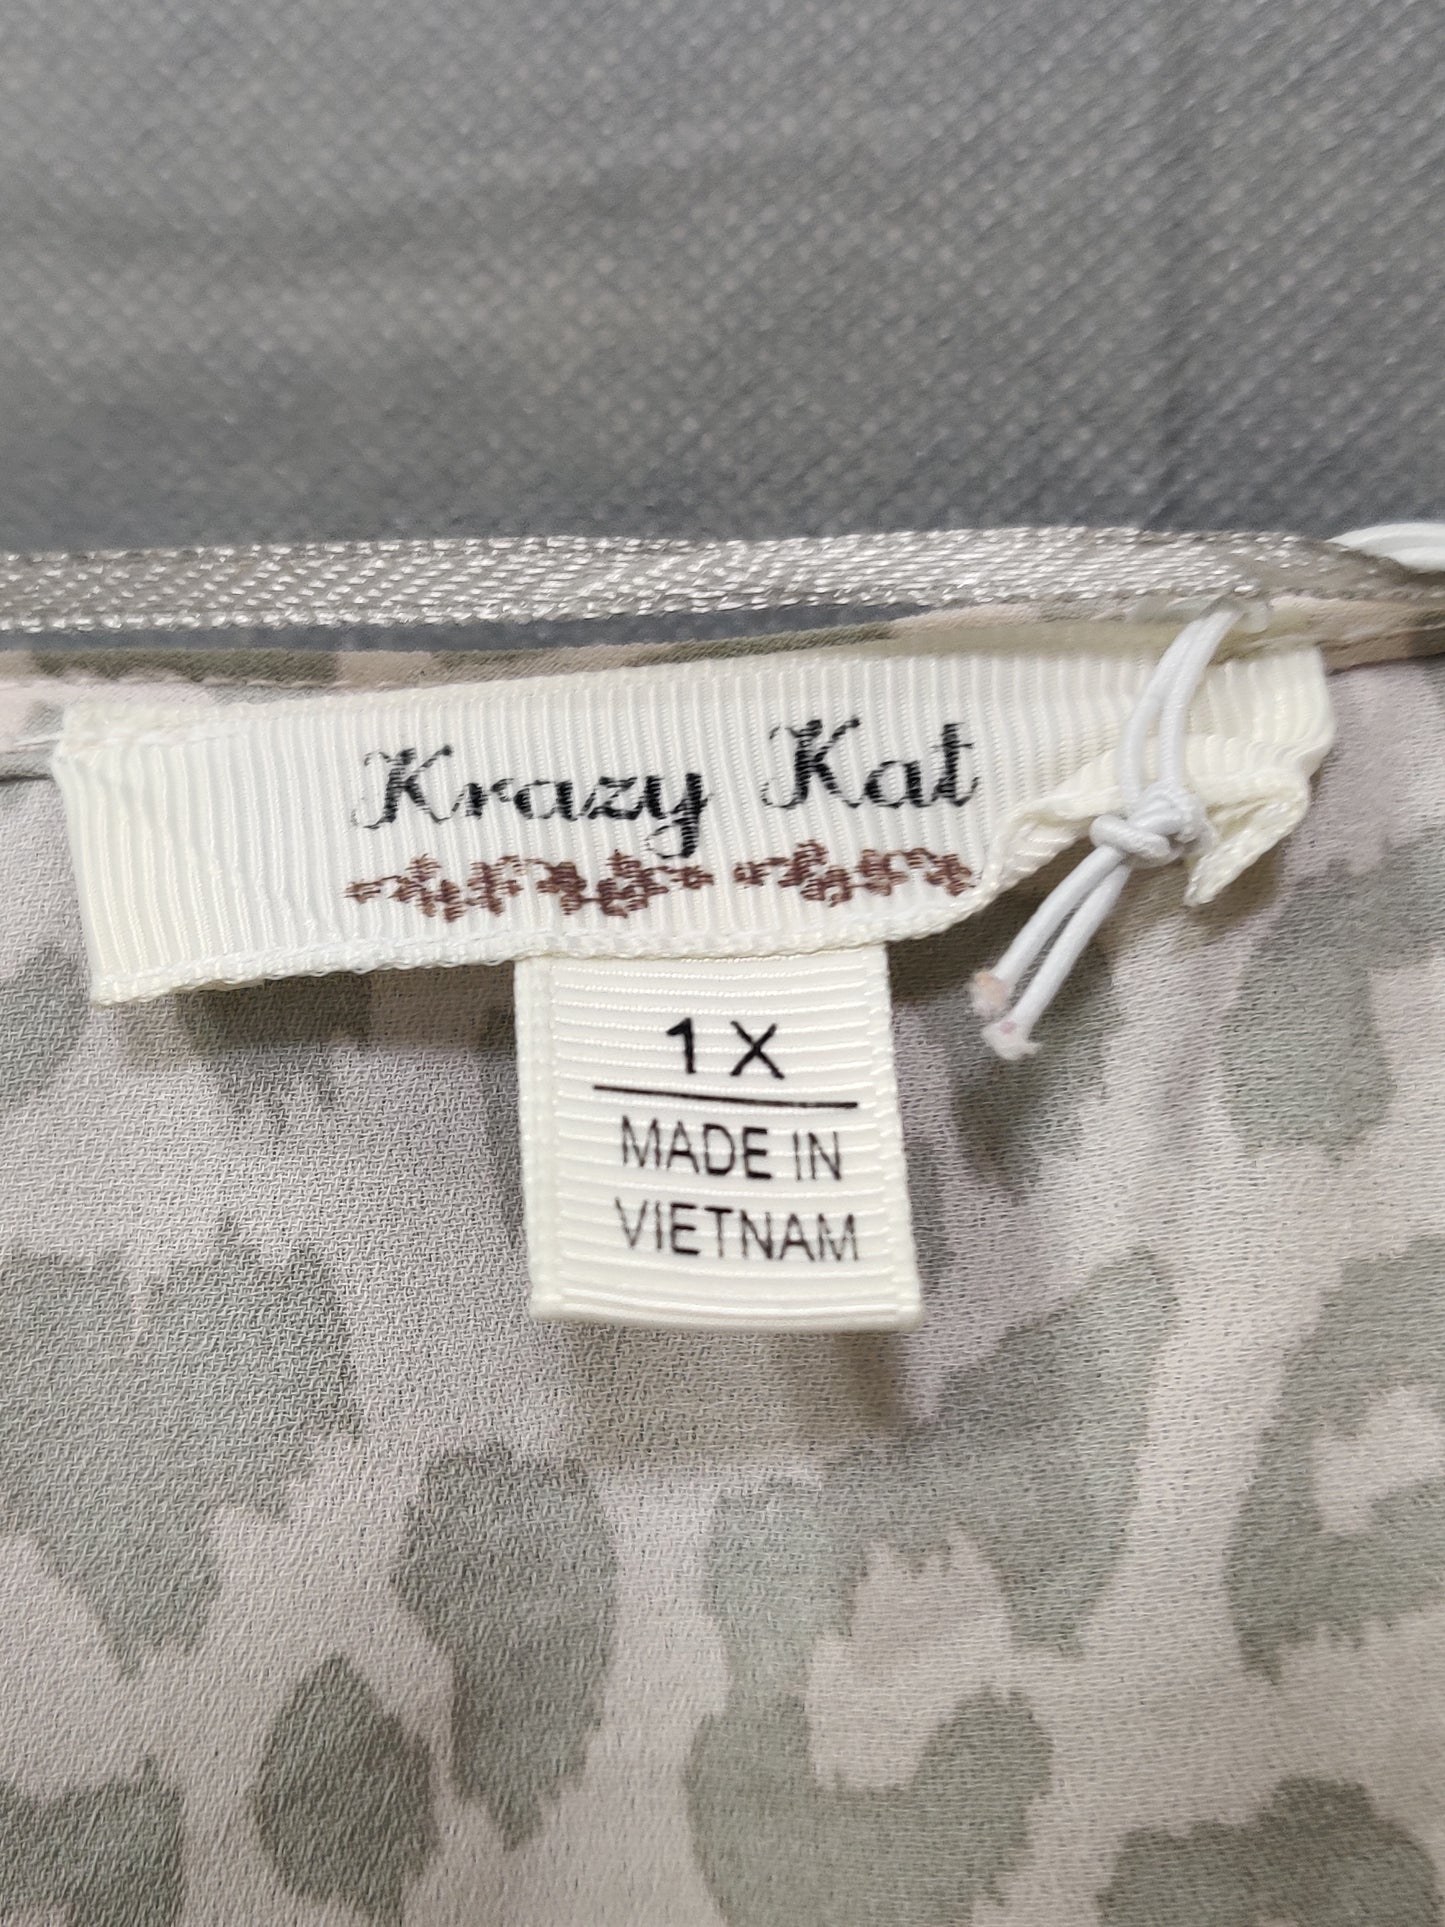 Krazy Kat
1X
MADE IN
VIETNAM